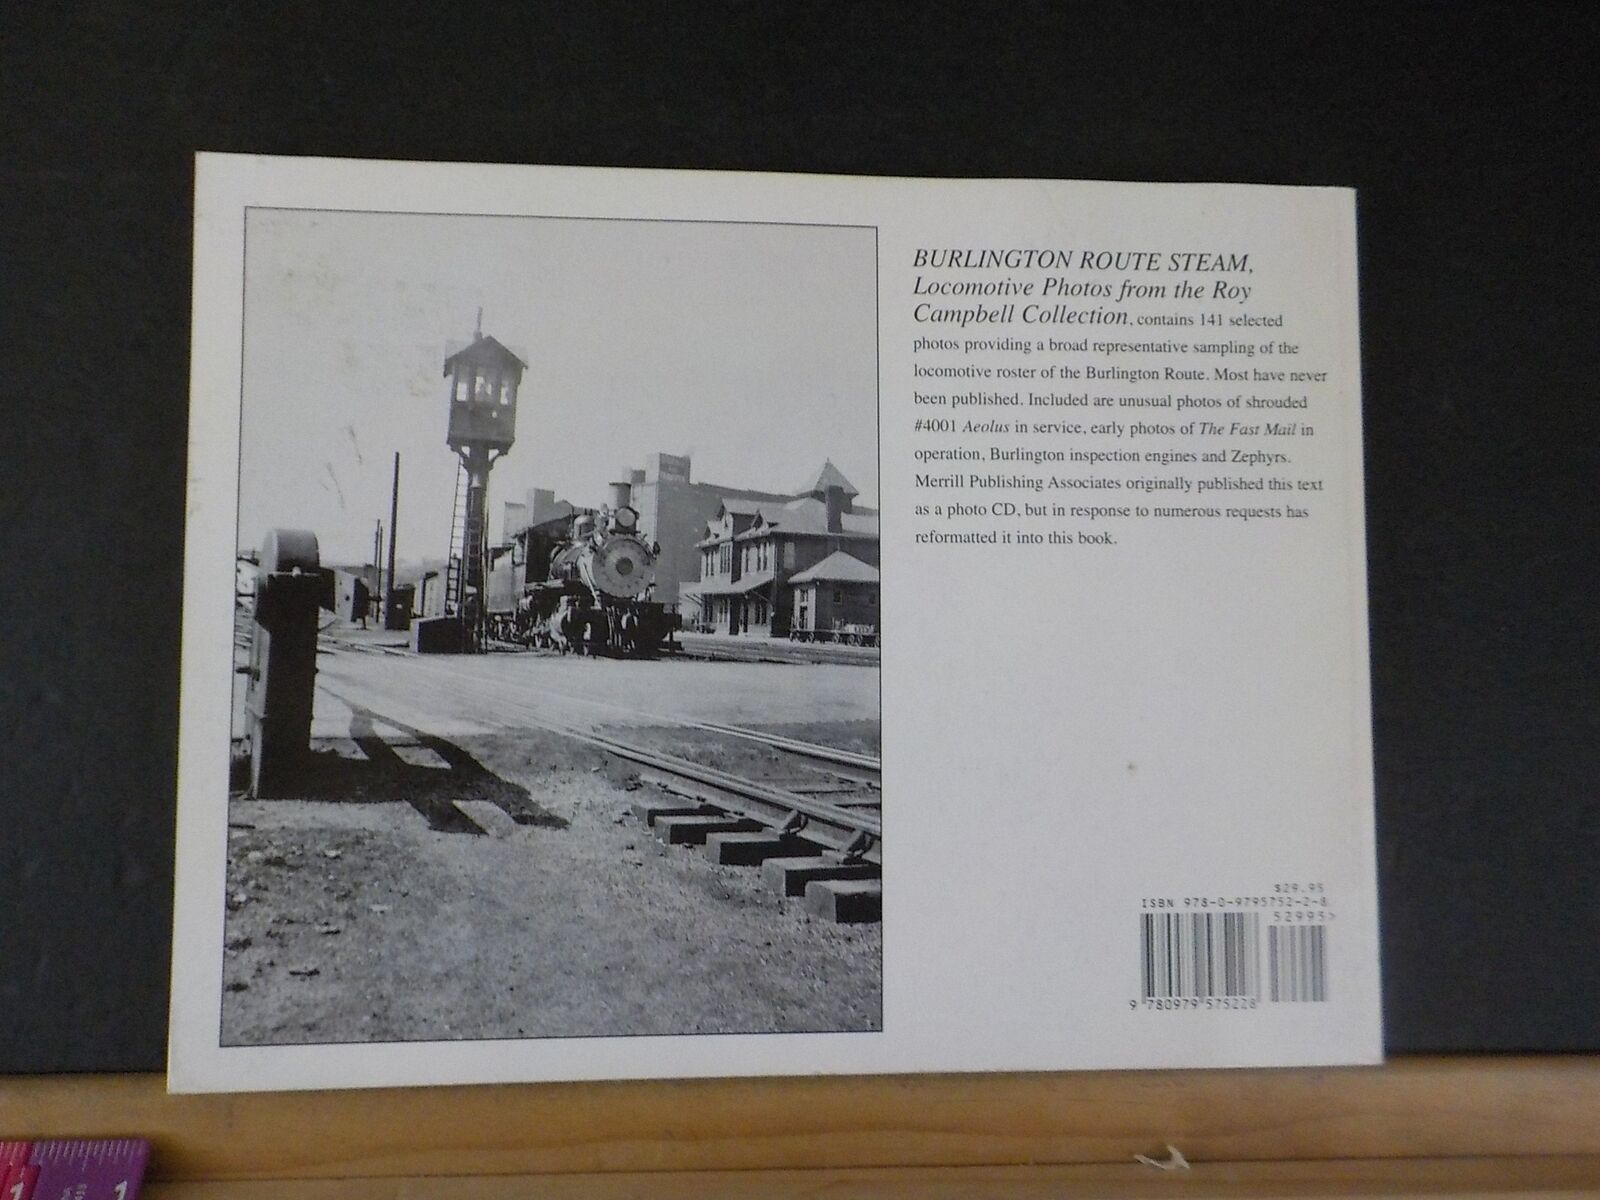 BURLINGTON ROUTE STEAM,
Locomotive Photos from the Roy
Campbell Collection, contains 141 selected
photos providing a broad representative sampling of the
locomotive roster of the Burlington Route. Most have never
been published. Included are unusual photos of shrouded
#4001 Aeolus in service, early photos of The Fast Mail in
operation, Burlington inspection engines and Zephyrs.
Merrill Publishing Associates originally published this text
as a photo CD, but in response to numerous requests has
reformatted it into this book.
$29.95
ISBN 978-0-9795752-2-8
52995>
9 780979 575228
1
1